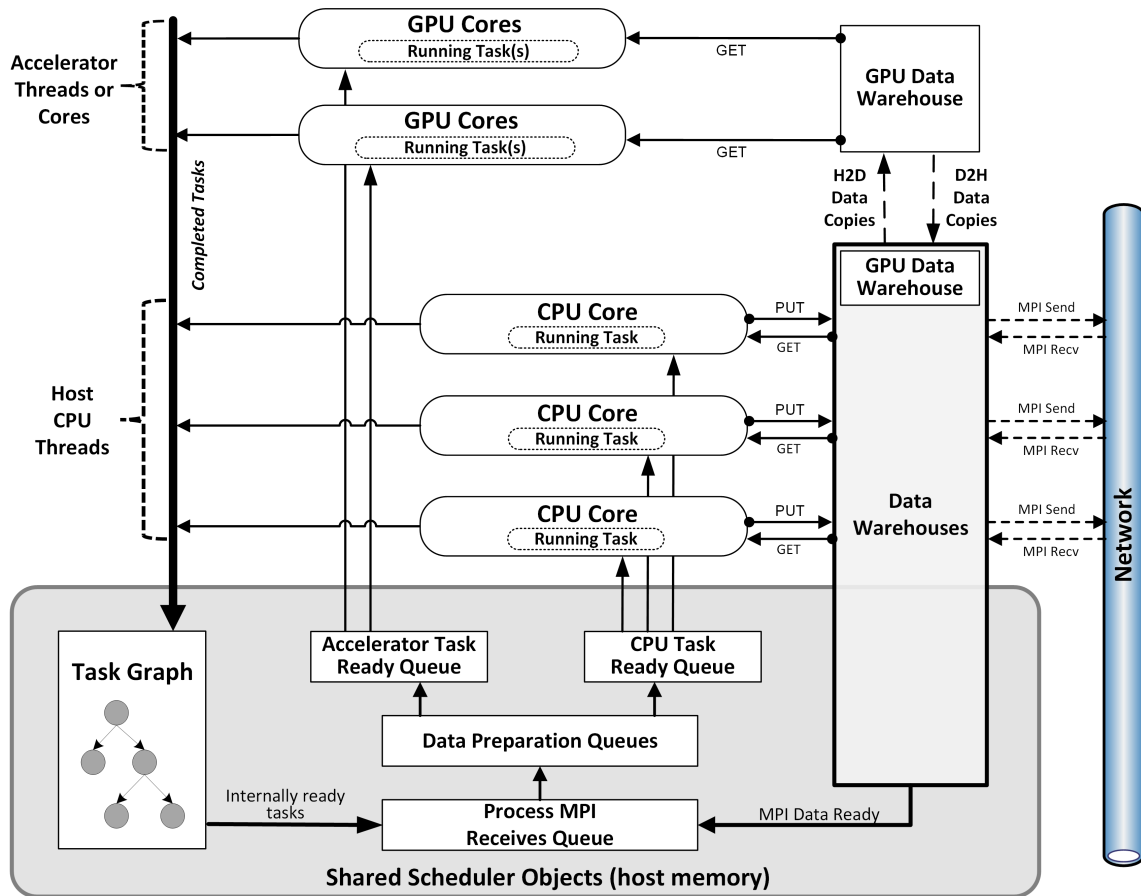 GPU Cores
Running Task(s)
GET
Accelerator
Threads or
Cores
GPU Data
Warehouse
GPU Cores
Running Task(s)
GET
H2D
Data
Copies
D2H
Data
Copies
Completed Tasks
GPU Data
Warehouse
CPU Core
Running Task
PUT
GET
MPI Send
MPI Recv
Host
CPU
Threads
CPU Core
Running Task
PUT
GET
MPI Send
MPI Recv
CPU Core
Running Task
PUT
GET
Data
Warehouses
MPI Send
MPI Recv
Network
Task Graph
Accelerator Task
Ready Queue
CPU Task
Ready Queue
Data Preparation Queues
Internally ready
tasks
Process MPI
Receives Queue
MPI Data Ready
Shared Scheduler Objects (host memory)